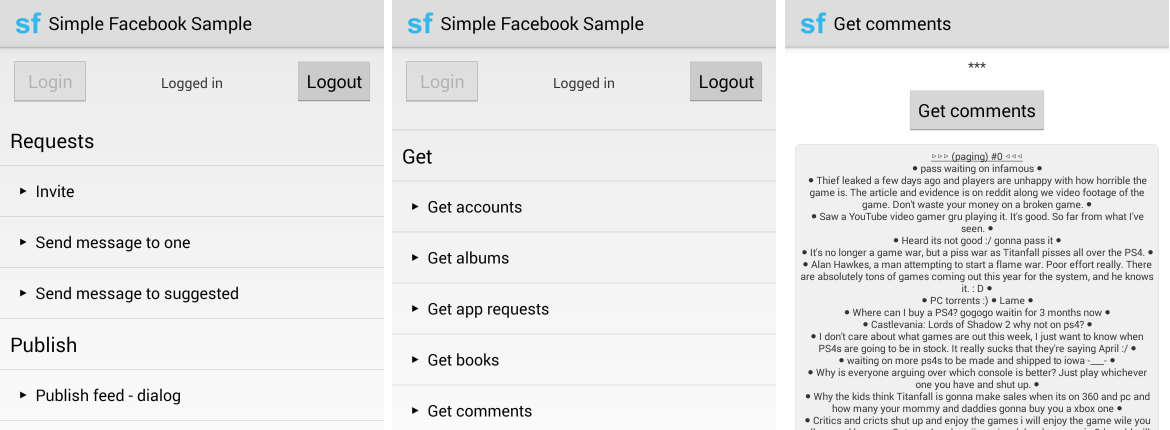 sf Simple Facebook Sample
Login Logged in Logout
Requests
Invite
Send message to one
Send message to suggested
Publish
Publish feed - dialog
sf Simple Facebook Sample
Login Logged in Logout
Get
Get accounts
Get albums
Get app requests
Get books
Get comments
sf Get comments
***
Get comments
▹▹▹ (paging) #0 ◃◃◃
● pass waiting on infamous ●
● Thief leaked a few days ago and players are unhappy with how horrible the
game is. The article and evidence is on reddit along we video footage of the
game. Don't waste your money on a broken game. ●
● Saw a YouTube video gamer gru playing it. It's good. So far from what I've
seen. ●
● Heard its not good :/ gonna pass it ●
● It's no longer a game war, but a piss war as Titanfall pisses all over the PS4. ●
● Alan Hawkes, a man attempting to start a flame war. Poor effort really. There
are absolutely tons of games coming out this year for the system, and he knows
it. : D ●
● PC torrents :) ● Lame ●
● Where can I buy a PS4? gogogo waitin for 3 months now ●
● Castlevania: Lords of Shadow 2 why not on ps4? ●
● I don't care about what games are out this week, I just want to know when
PS4s are going to be in stock. It really sucks that they're saying April :/ ●
● waiting on more ps4s to be made and shipped to iowa -___- ●
● Why is everyone arguing over which console is better? Just play whichever
one you have and shut up. ●
● Why the kids think Titanfall is gonna make sales when its on 360 and pc and
how many your mommy and daddies gonna buy you a xbox one ●
● Critics and cricts shut up and enjoy the games i will enjoy the game wile you